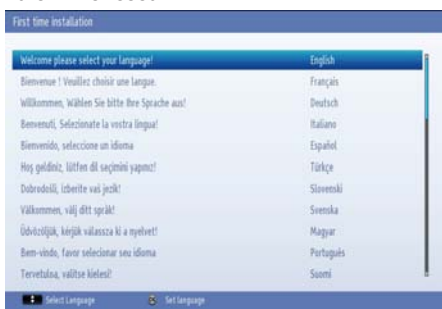 First time installation
Welcome please select your language! English
Bienvenue ! Veuillez choisir une langue. Français
Willkommen, Wählen Sie bitte Ihre Sprache aus! Deutsch
Benvenuti, Selezionate la vostra lingua! Italiano
Bienvenido, seleccione un idioma Español
Hoş geldiniz, lütfen dil seçimini yapınız! Türkçe
Dobrodošli, izberite vaš jezik! Slovenski
Välkommen, välj ditt språk! Svenska
Üdvözöljük, kérjük válassza ki a nyelvet! Magyar
Bem-vindo, favor selecionar seu idioma Português
Tervetuloa, valitse kielesi! Suomi
Select Language Set language